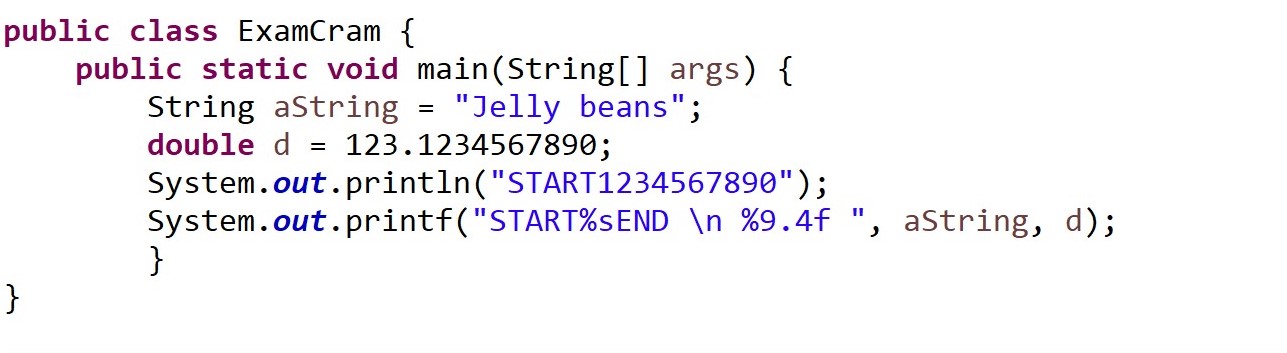 public class ExamCram {
public static void main(String[] args) {
String aString = "Jelly beans";
double d = 123.1234567890;
System.out.println("START1234567890");
System.out.printf("START%sEND \n %9.4f ", aString, d);
}
}